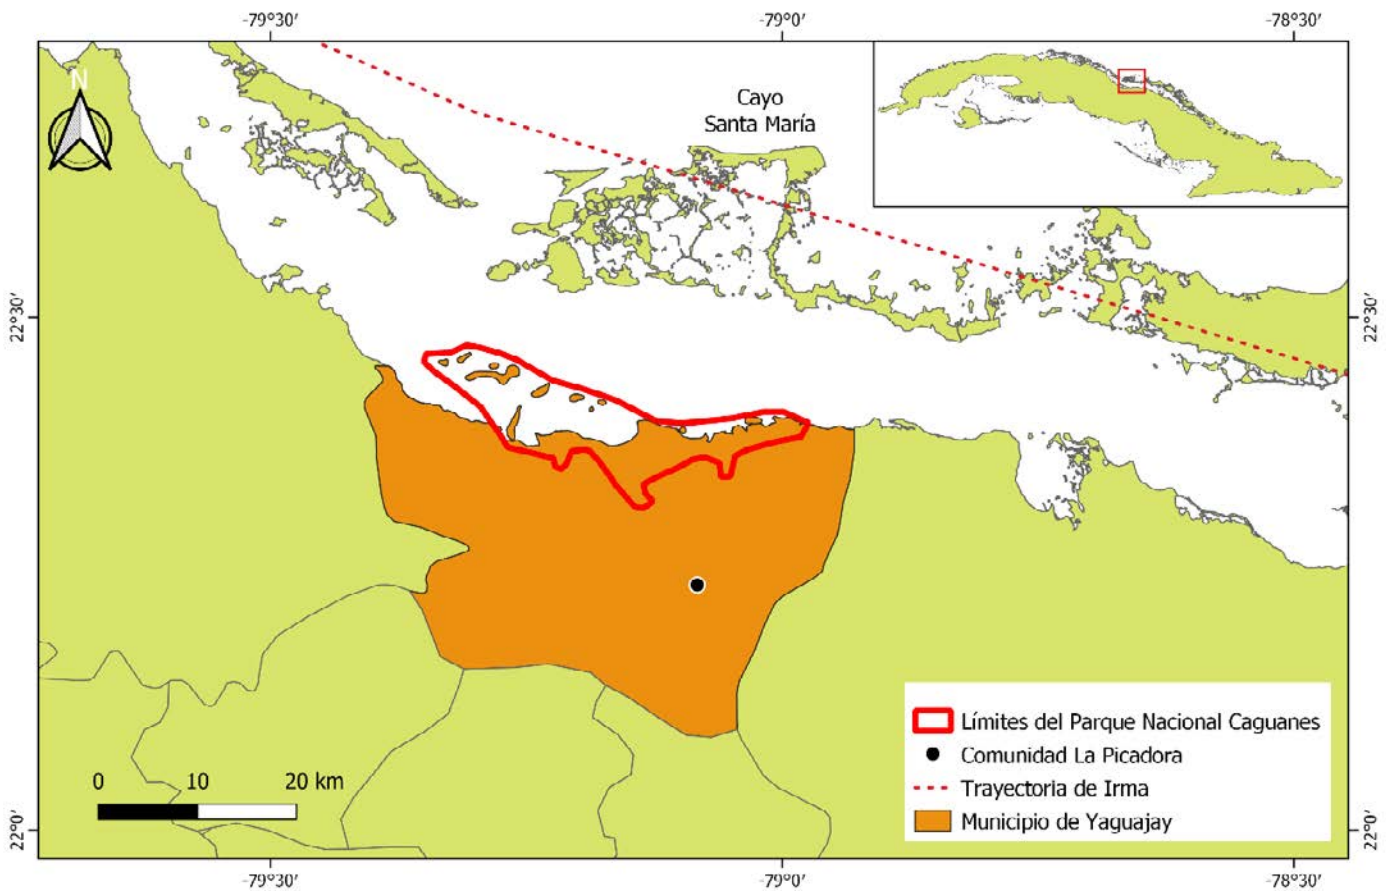 -79°30'
-79°0'
-78°30'
N
Cayo
Santa María
22°30'
22°30'
0
10
20 km
Límites del Parque Nacional Caguanes
Comunidad La Picadora
Trayectoria de Irma
Municipio de Yaguajay
22°0'
22°0'
-79°30'
-79°0'
-78°30'